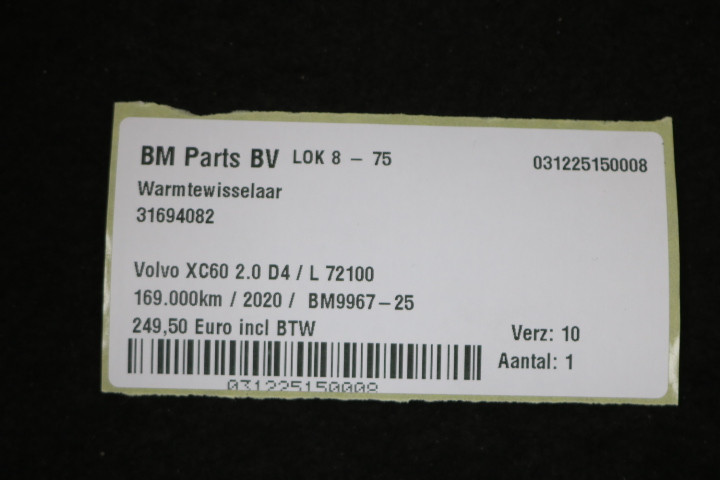 BM Parts BV LOK 8 - 75 031225150008
Warmtewisselaar
31694082
Volvo XC60 2.0 D4 / L 72100
169.000km / 2020 / BM9967-25
249,50 Euro incl BTW
Verz: 10
Aantal: 1
031225150008